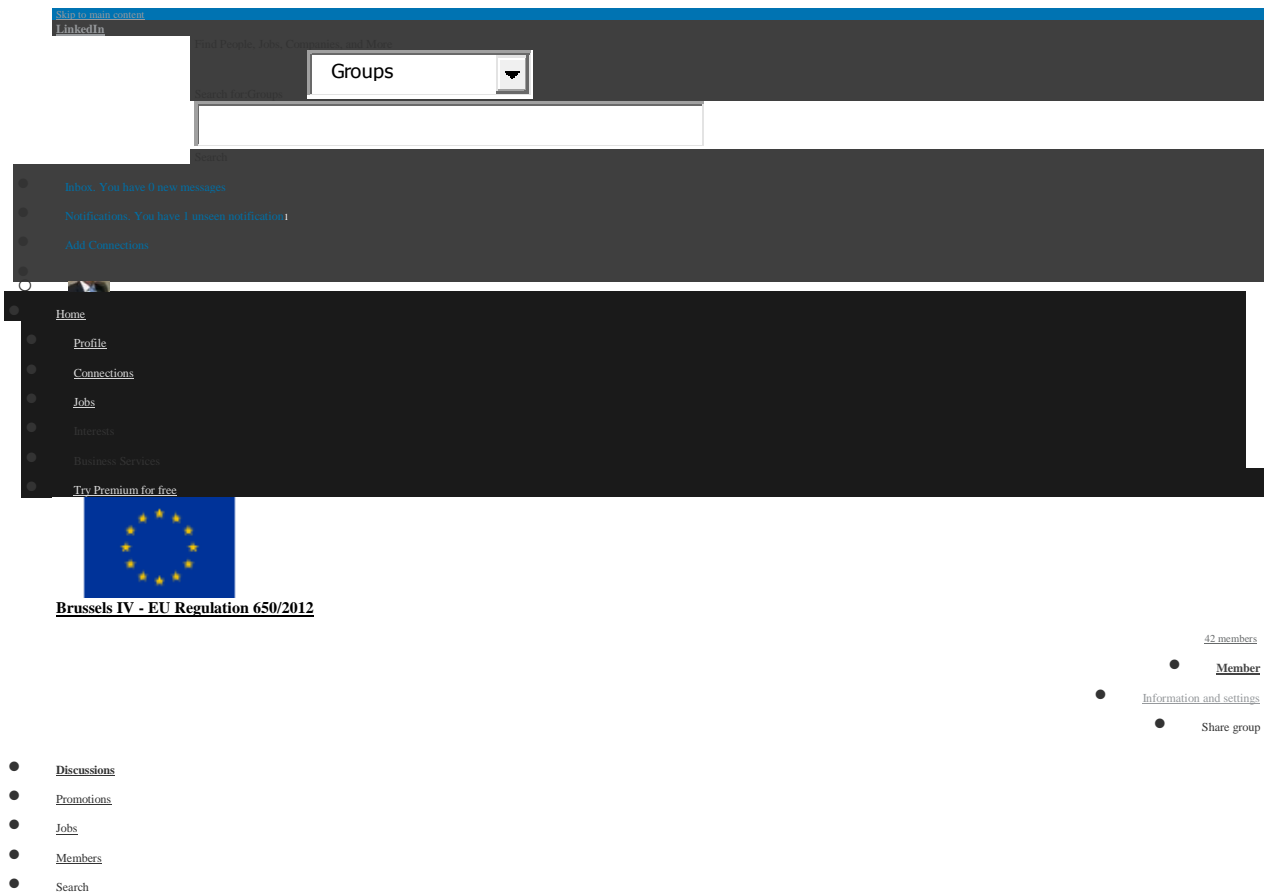 Skip to main content
LinkedIn
Find People, Jobs, Companies, and More
Groups
Search for Groups
Search
Inbox, You have 0 new messages
Notifications, You have 1 unseen notification1
Add Connections
Home
Profile
Connections
Jobs
Interests
Business Services
Try Premium for free
Brussels IV - EU Regulation 650/2012
42 members
Member
Information and settings
Share group
Discussions
Promotions
Jobs
Members
Search